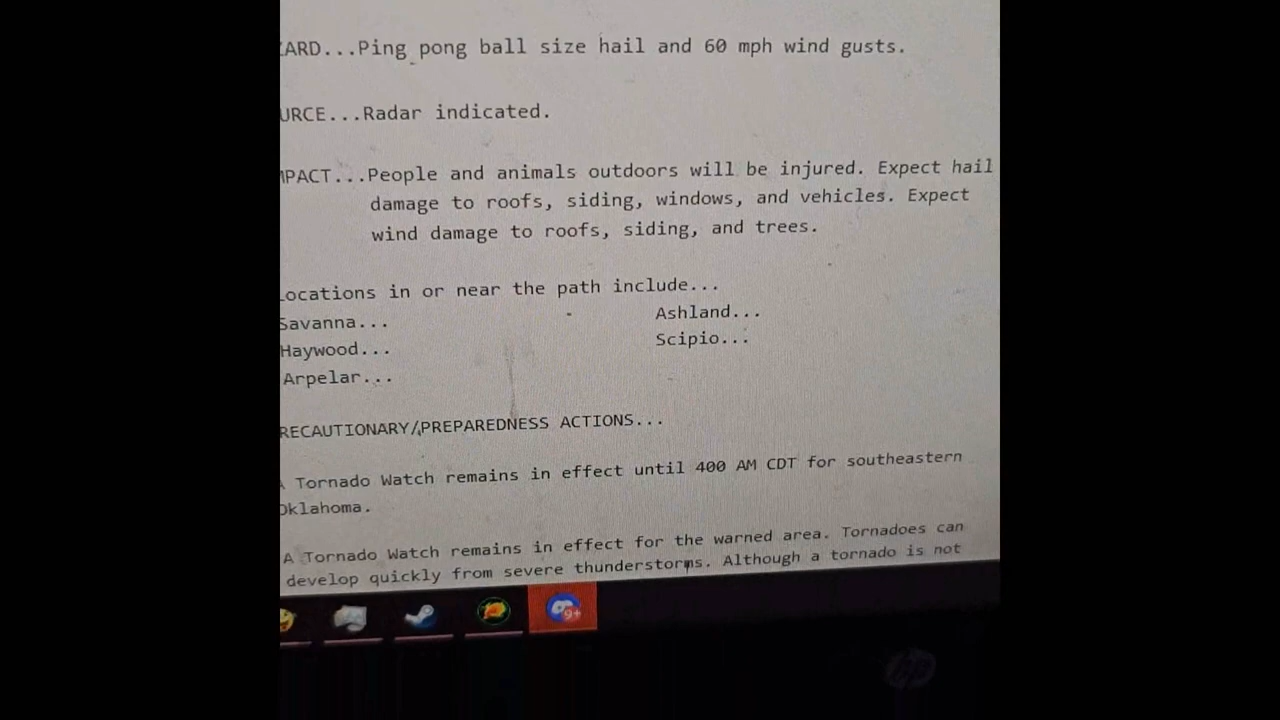 ZARD...Ping pong ball size hail and 60 mph wind gusts.
URCE...Radar indicated.
MPACT...People and animals outdoors will be injured. Expect hail
damage to roofs, siding, windows, and vehicles. Expect
wind damage to roofs, siding, and trees.
Locations in or near the path include...
Savanna... Ashland...
Haywood... Scipio...
Arpelar...
RECAUTIONARY/PREPAREDNESS ACTIONS...
A Tornado Watch remains in effect until 400 AM CDT for southeastern
Oklahoma.
A Tornado Watch remains in effect for the warned area. Tornadoes can
develop quickly from severe thunderstorms. Although a tornado is not
9+
hp